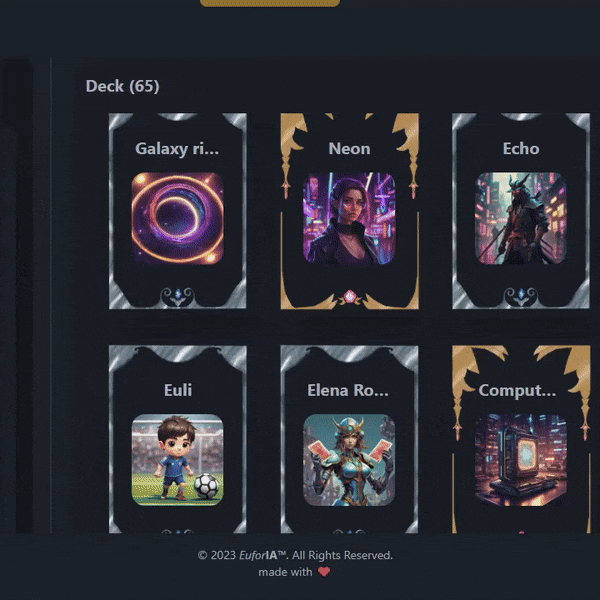 Deck (65)
Galaxy ri...
Neon
Echo
Euli
Elena Ro...
Comput...
© 2023 EuforIA™. All Rights Reserved.
made with ❤